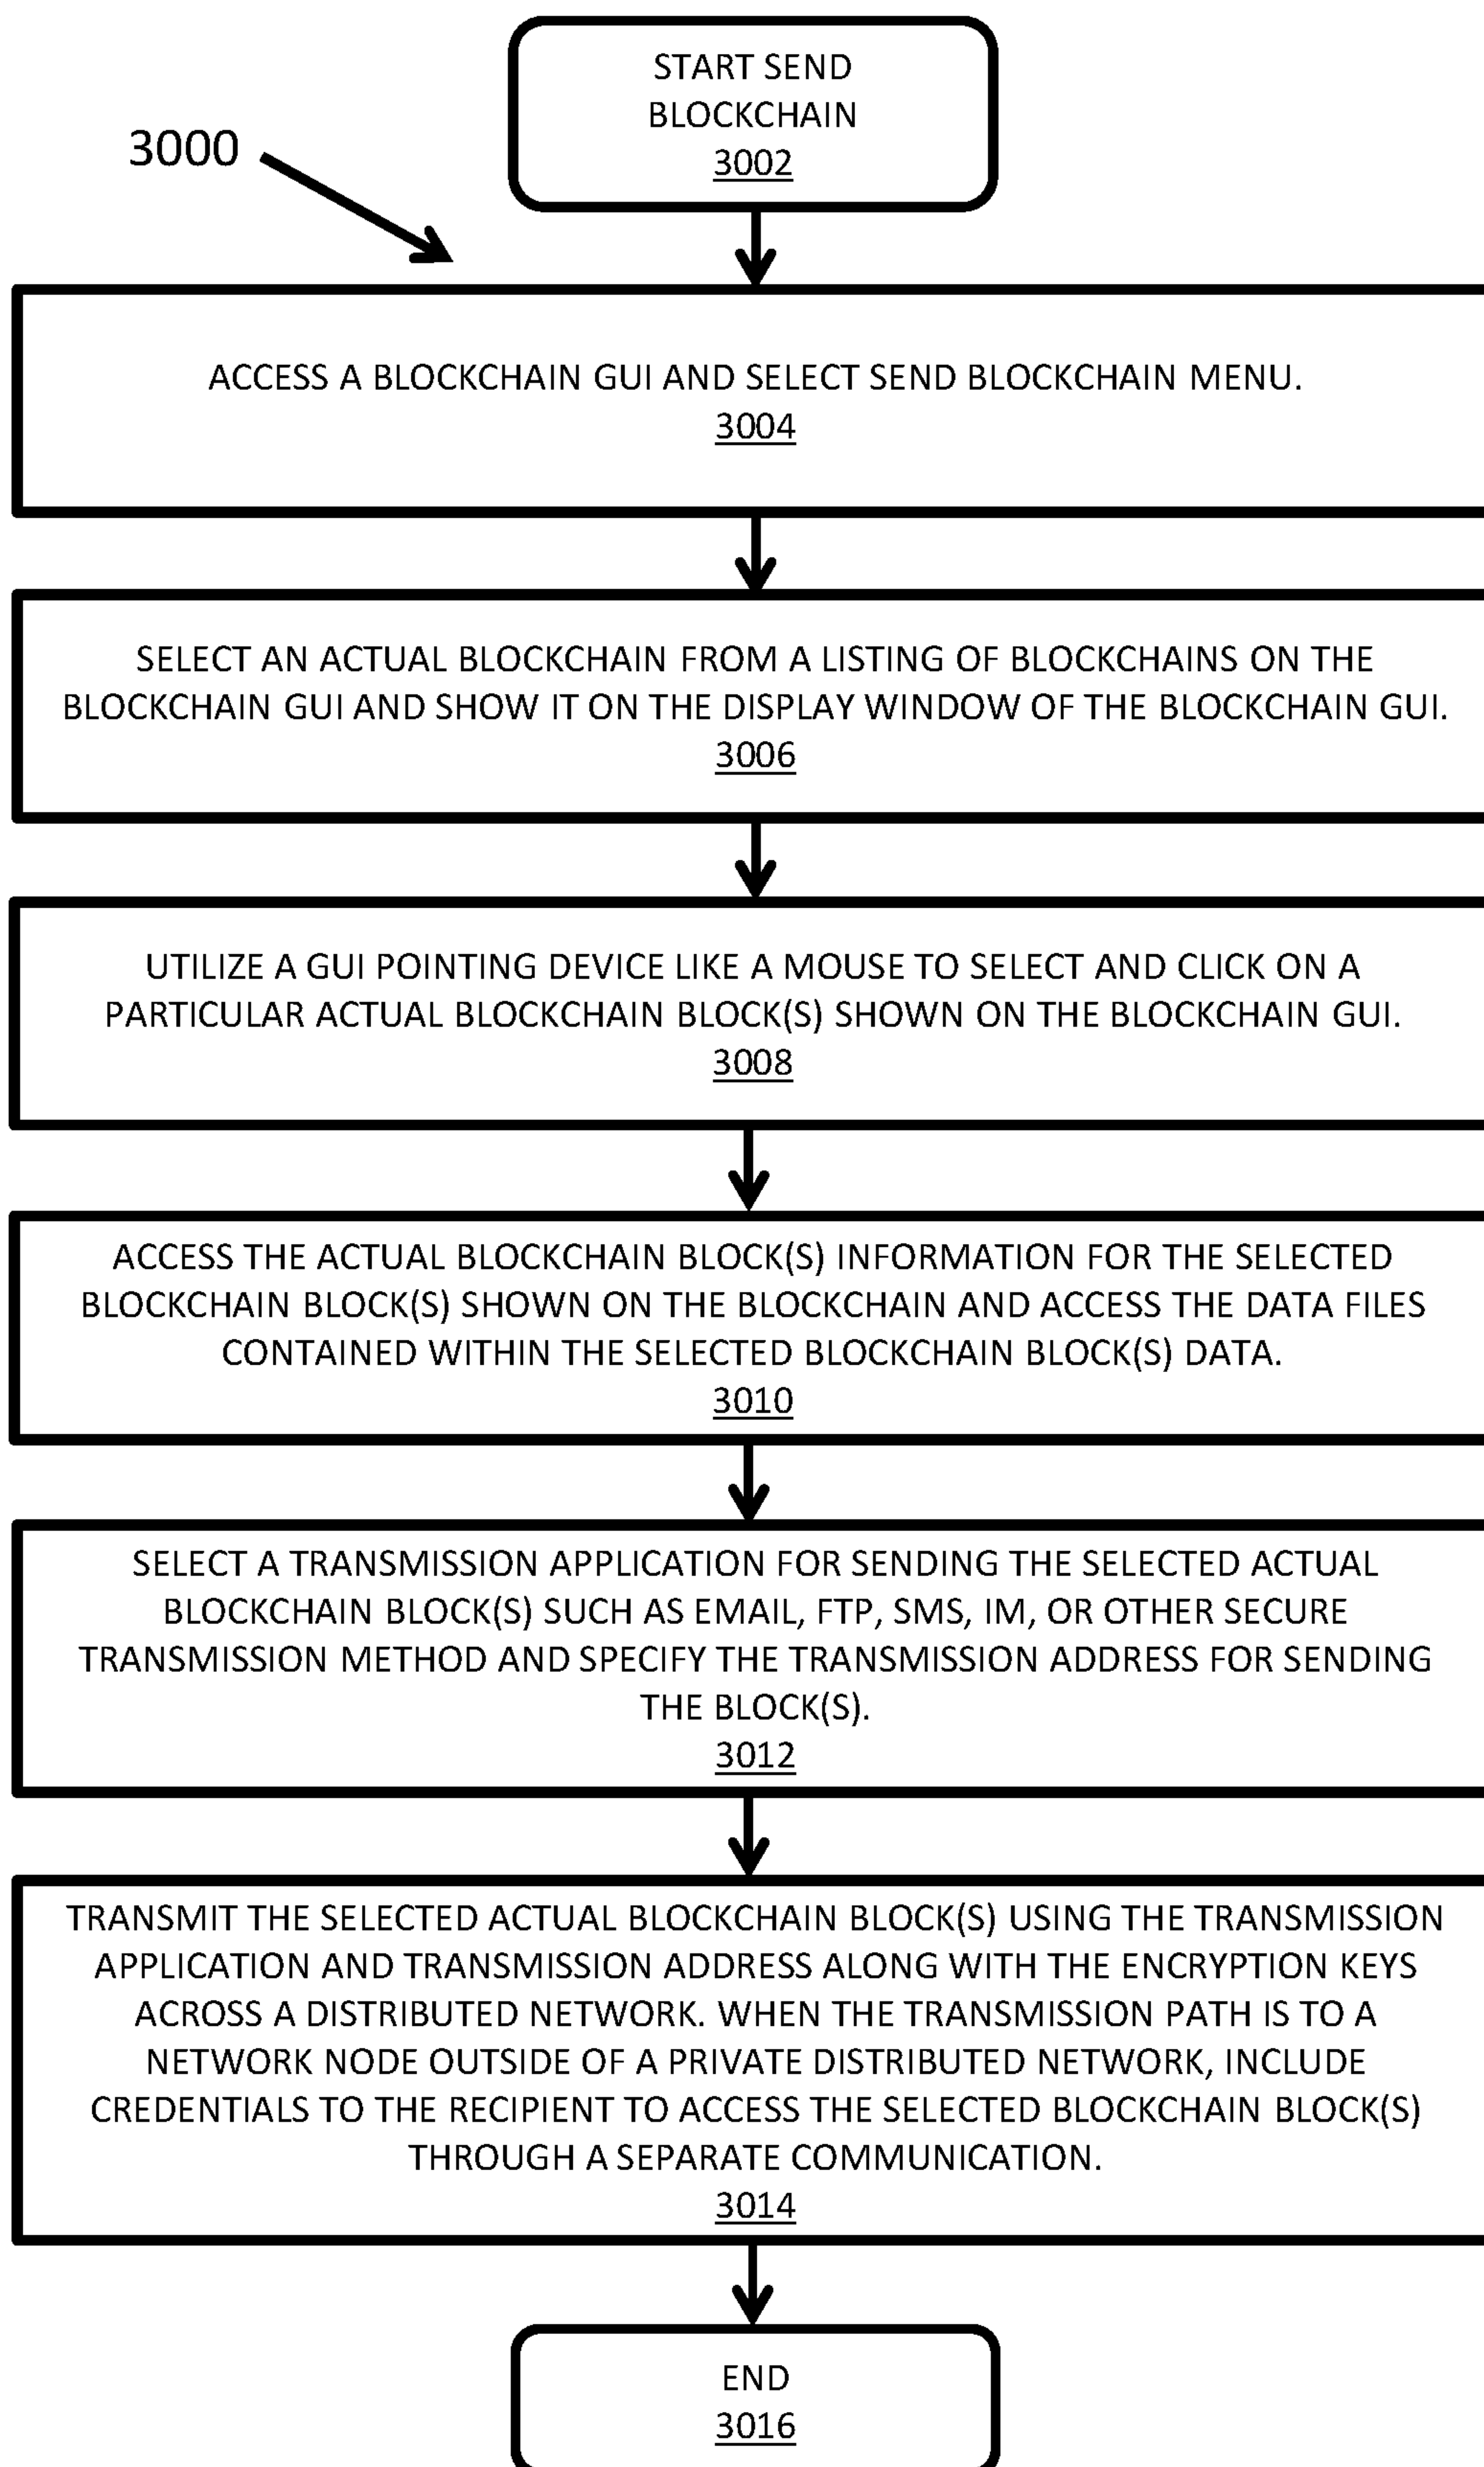 START SEND
BLOCKCHAIN
3002
3000
ACCESS A BLOCKCHAIN GUI AND SELECT SEND BLOCKCHAIN MENU.
3004
SELECT AN ACTUAL BLOCKCHAIN FROM A LISTING OF BLOCKCHAINS ON THE
BLOCKCHAIN GUI AND SHOW IT ON THE DISPLAY WINDOW OF THE BLOCKCHAIN GUI.
3006
UTILIZE A GUI POINTING DEVICE LIKE A MOUSE TO SELECT AND CLICK ON A
PARTICULAR ACTUAL BLOCKCHAIN BLOCK(S) SHOWN ON THE BLOCKCHAIN GUI.
3008
ACCESS THE ACTUAL BLOCKCHAIN BLOCK(S) INFORMATION FOR THE SELECTED
BLOCKCHAIN BLOCK(S) SHOWN ON THE BLOCKCHAIN AND ACCESS THE DATA FILES
CONTAINED WITHIN THE SELECTED BLOCKCHAIN BLOCK(S) DATA.
3010
SELECT A TRANSMISSION APPLICATION FOR SENDING THE SELECTED ACTUAL
BLOCKCHAIN BLOCK(S) SUCH AS EMAIL, FTP, SMS, IM, OR OTHER SECURE
TRANSMISSION METHOD AND SPECIFY THE TRANSMISSION ADDRESS FOR SENDING
THE BLOCK(S).
3012
TRANSMIT THE SELECTED ACTUAL BLOCKCHAIN BLOCK(S) USING THE TRANSMISSION
APPLICATION AND TRANSMISSION ADDRESS ALONG WITH THE ENCRYPTION KEYS
ACROSS A DISTRIBUTED NETWORK. WHEN THE TRANSMISSION PATH IS TO A
NETWORK NODE OUTSIDE OF A PRIVATE DISTRIBUTED NETWORK, INCLUDE
CREDENTIALS TO THE RECIPIENT TO ACCESS THE SELECTED BLOCKCHAIN BLOCK(S)
THROUGH A SEPARATE COMMUNICATION.
3014
END
3016